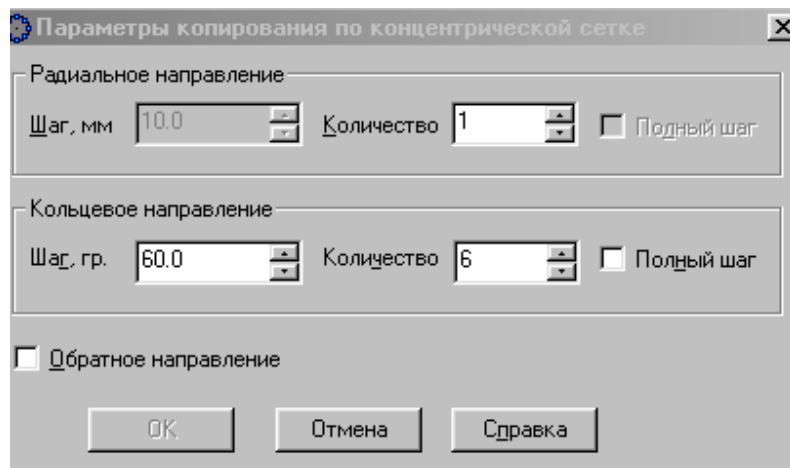 Параметры копирования по концентрической сетке
Радиальное направление
Шаг, мм 10.0 Количество 1 Полный шаг
Кольцевое направление
Шаг, гр. 60.0 Количество 6 Полный шаг
Обратное направление
OK Отмена Справка